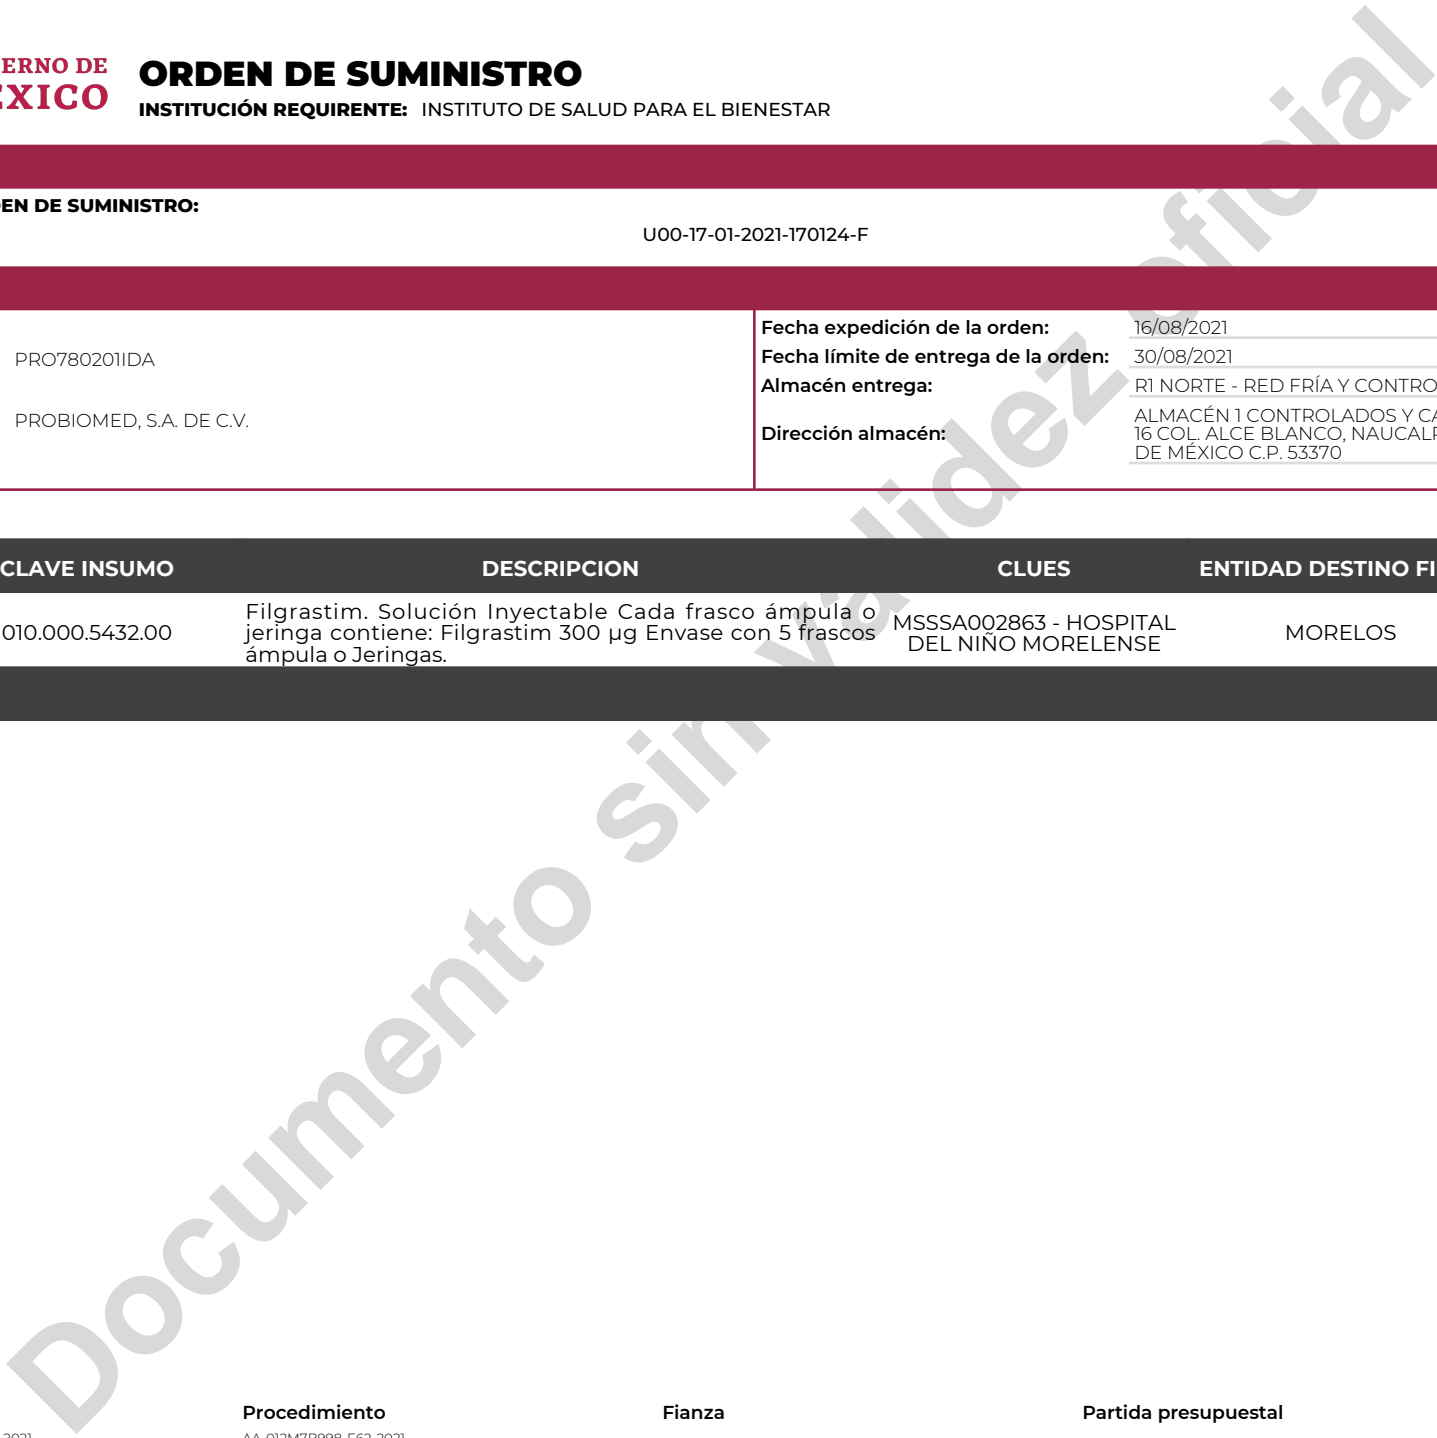 ERNO DE
ÉXICO
ORDEN DE SUMINISTRO
INSTITUCIÓN REQUIRENTE: INSTITUTO DE SALUD PARA EL BIENESTAR
EN DE SUMINISTRO:
U00-17-01-2021-170124-F
PRO780201IDA
PROBIOMED, S.A. DE C.V.
Fecha expedición de la orden: 16/08/2021
Fecha límite de entrega de la orden: 30/08/2021
Almacén entrega: R1 NORTE - RED FRÍA Y CONTRO
Dirección almacén: ALMACÉN 1 CONTROLADOS Y CA
16 COL. ALCE BLANCO, NAUCALP
DE MÉXICO C.P. 53370
CLAVE INSUMO DESCRIPCION CLUES ENTIDAD DESTINO FI
010.000.5432.00
Filgrastim. Solución Inyectable Cada frasco ámpula o
jeringa contiene: Filgrastim 300 µg Envase con 5 frascos
ámpula o Jeringas.
MSSSA002863 - HOSPITAL
DEL NIÑO MORELENSE
MORELOS
Documento sin validez oficial
Procedimiento Fianza Partida presupuestal